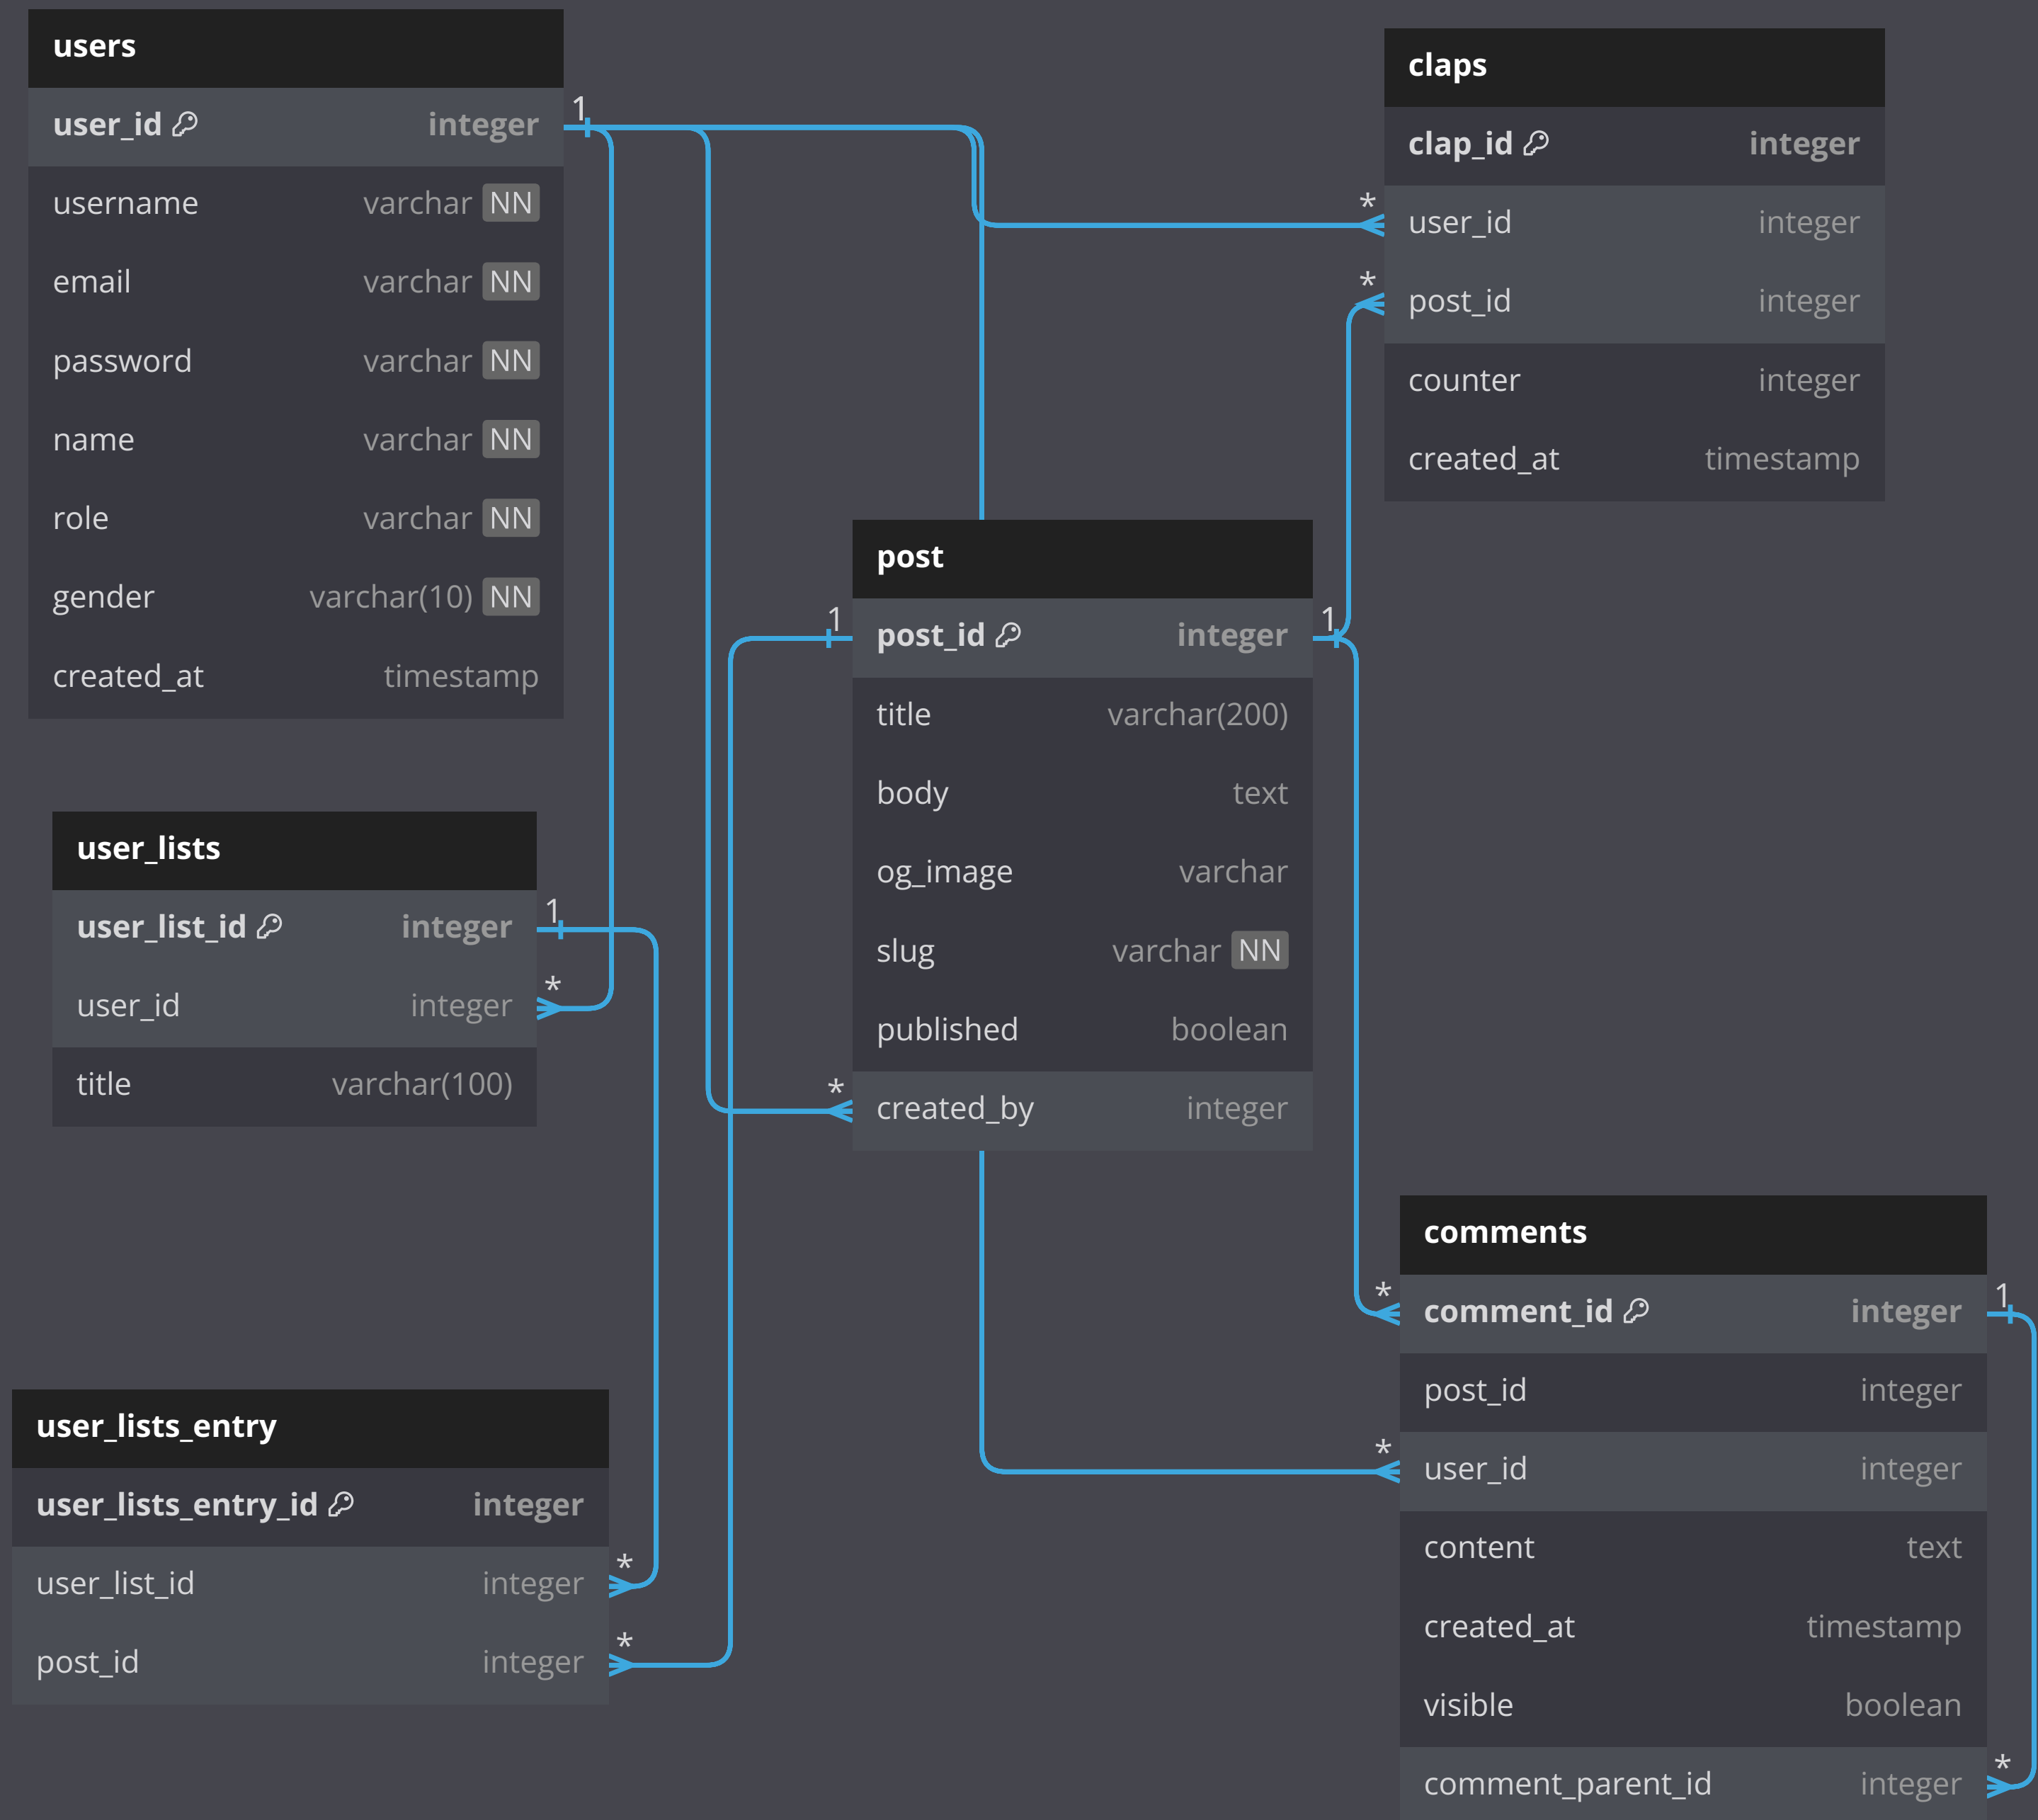 users
1
user_id integer
username varchar NN
email varchar NN
password varchar NN
name varchar NN
role varchar NN
gender varchar(10) NN
created_at timestamp
claps
clap_id integer
* user_id integer
* post_id integer
counter integer
created_at timestamp
post
1 post_id integer 1
title varchar(200)
body text
og_image varchar
slug varchar NN
published boolean
* created_by integer
user_lists
user_list_id integer 1
user_id integer *
title varchar(100)
user_lists_entry
user_lists_entry_id integer
user_list_id integer *
post_id integer *
comments
* comment_id integer 1
post_id integer
* user_id integer
content text
created_at timestamp
visible boolean
comment_parent_id integer *